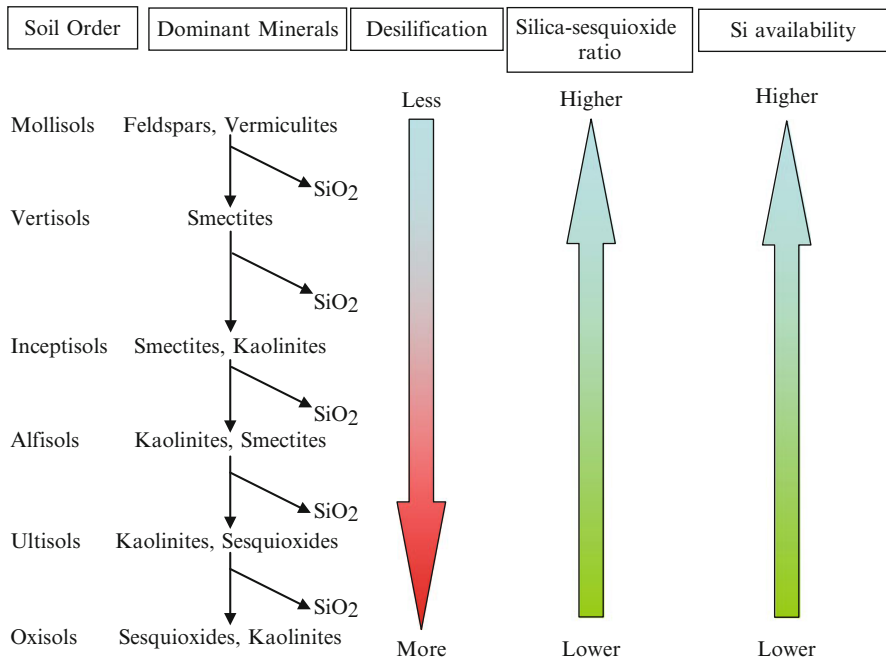 Soil Order
Dominant Minerals
Desilification
Silica-sesquioxide
ratio
Si availability
Less
Higher
Higher
Mollisols
Feldspars, Vermiculites
SiO2
Vertisols
Smectites
SiO2
Inceptisols
Smectites, Kaolinites
SiO2
Alfisols
Kaolinites, Smectites
SiO2
Ultisols
Kaolinites, Sesquioxides
SiO2
Oxisols
Sesquioxides, Kaolinites
More
Lower
Lower